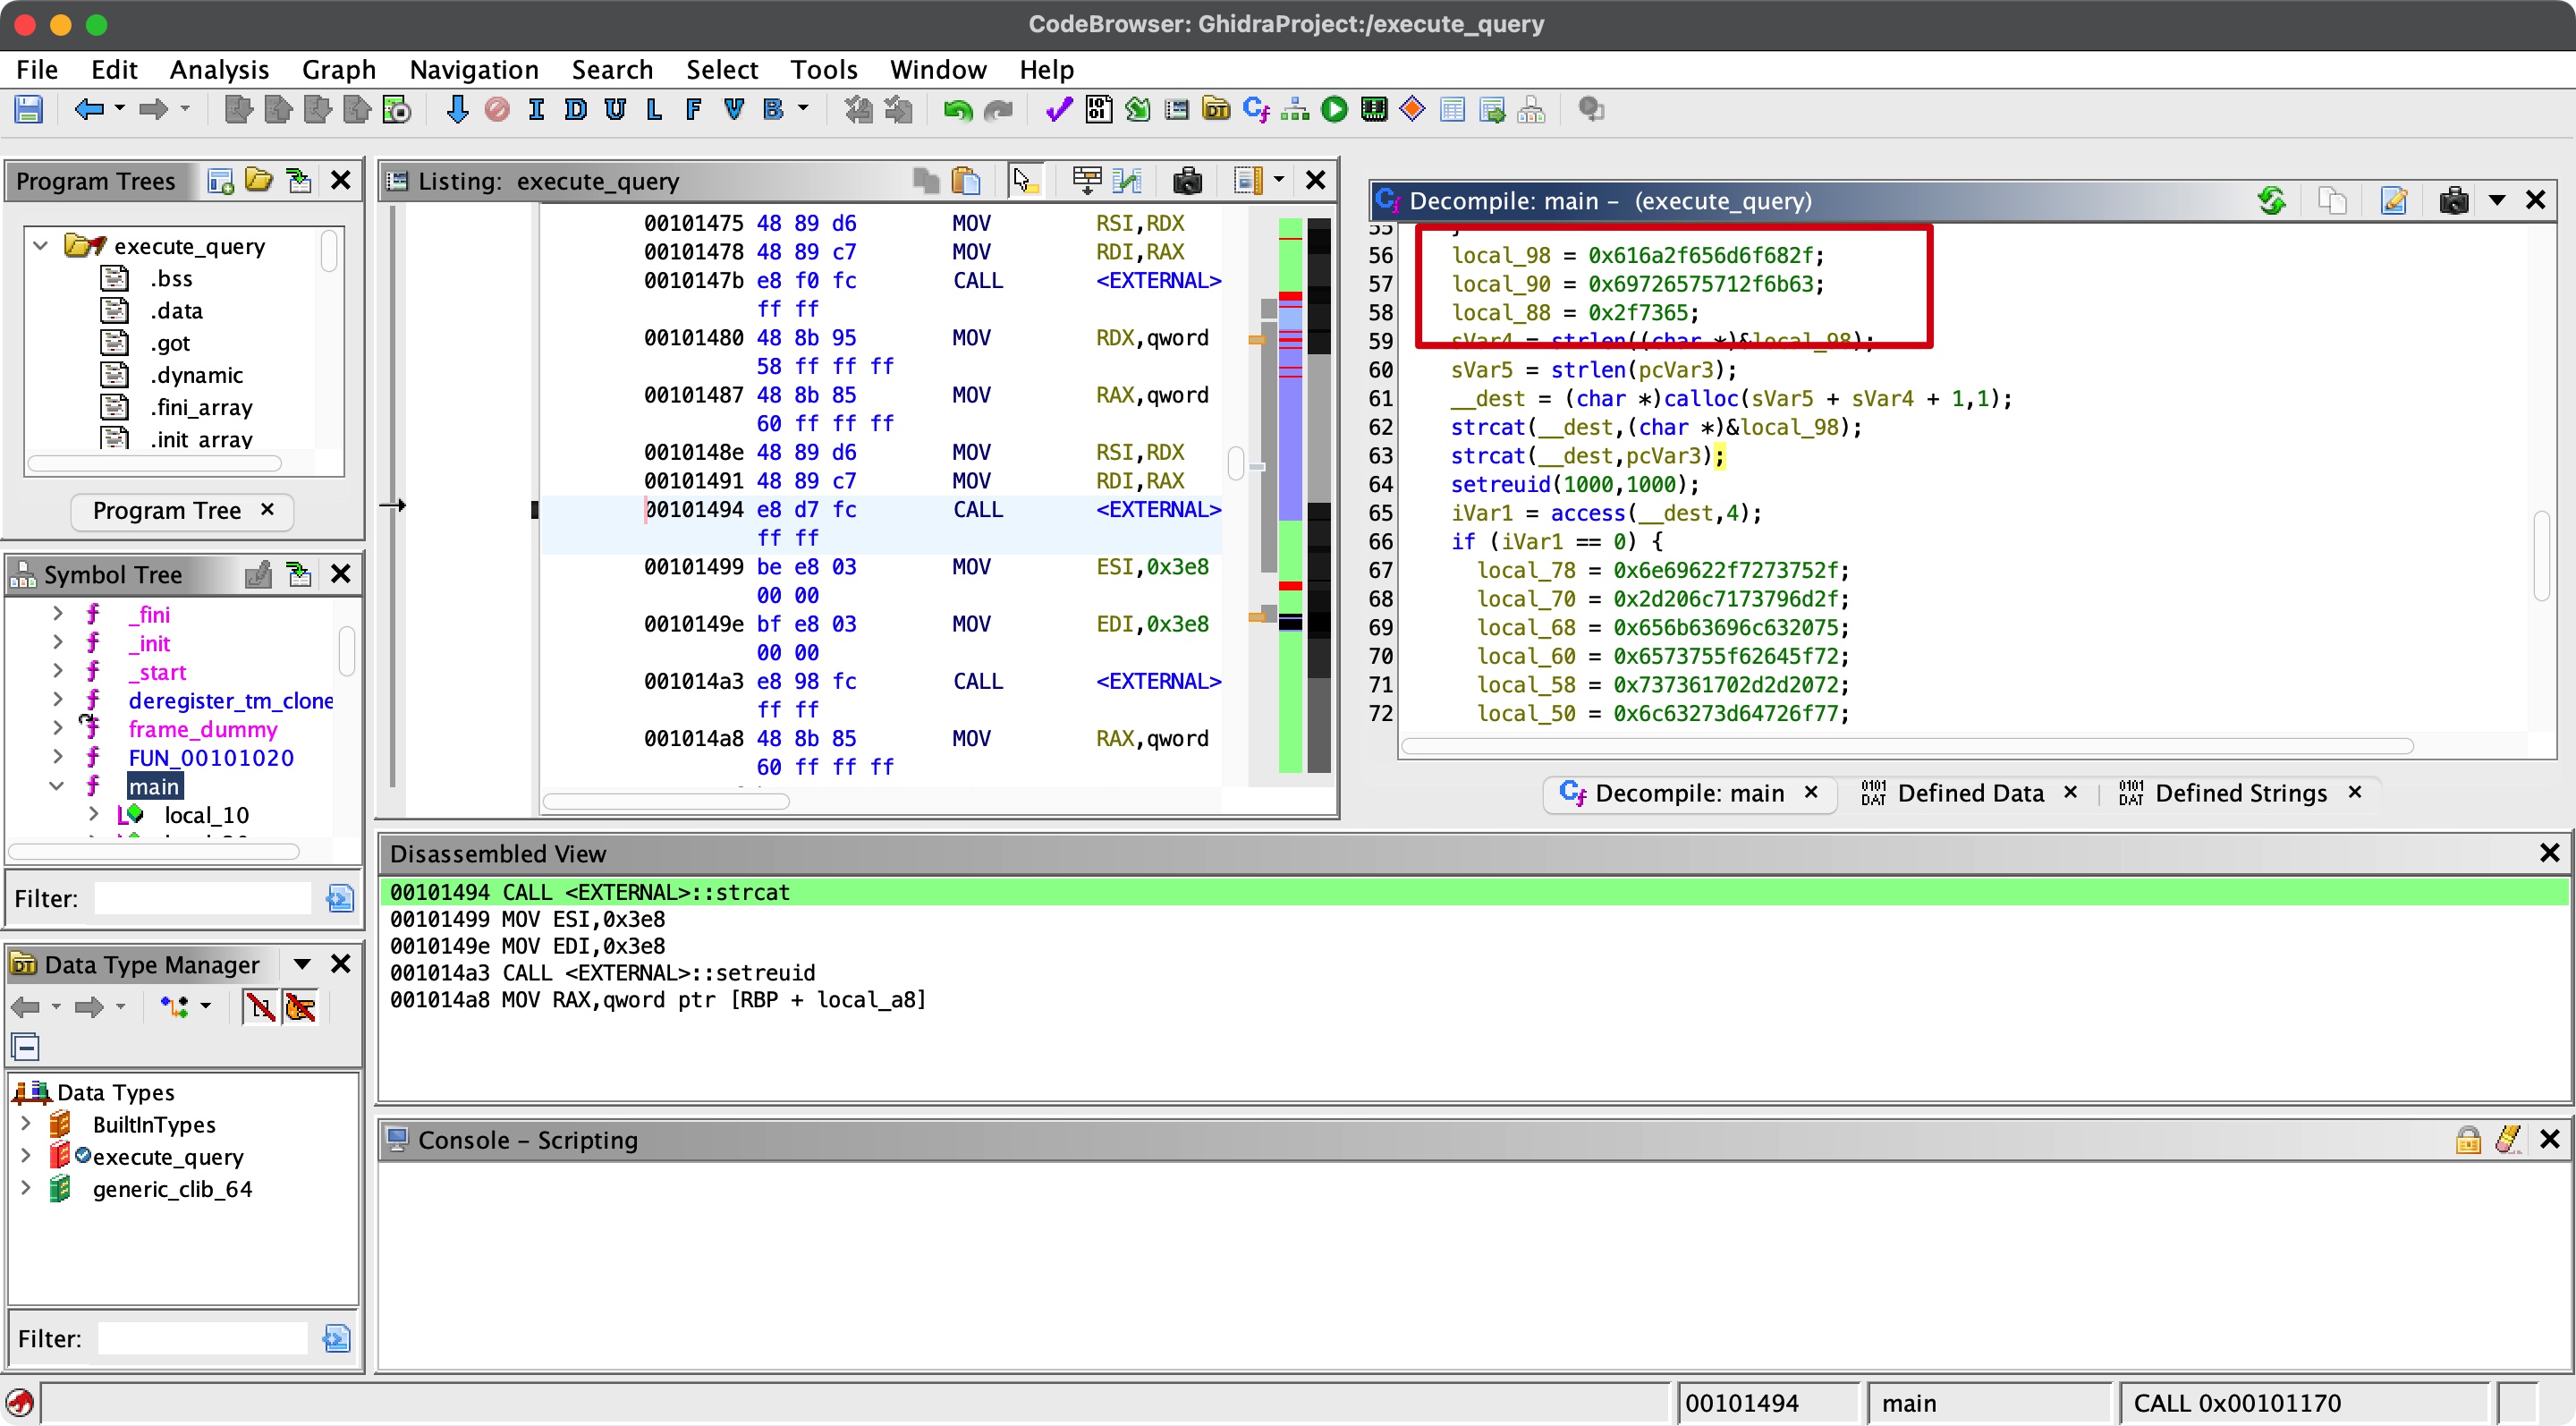 CodeBrowser: GhidraProject:/execute_query
File Edit Analysis Graph Navigation Search Select Tools Window Help
I D U L F V B
Program Trees
execute_query
.bss
.data
.got
.dynamic
.fini_array
.init_array
Program Tree ×
Symbol Tree
_fini
_init
_start
deregister_tm_clone
frame_dummy
FUN_00101020
main
local_10
Filter:
Data Type Manager
Data Types
BuiltInTypes
execute_query
generic_clib_64
Filter:
Listing: execute_query
00101475 48 89 d6 MOV RSI,RDX
00101478 48 89 c7 MOV RDI,RAX
0010147b e8 f0 fc CALL <EXTERNAL>
ff ff
00101480 48 8b 95 MOV RDX,qword
58 ff ff ff
00101487 48 8b 85 MOV RAX,qword
60 ff ff ff
0010148e 48 89 d6 MOV RSI,RDX
00101491 48 89 c7 MOV RDI,RAX
00101494 e8 d7 fc CALL <EXTERNAL>
ff ff
00101499 be e8 03 MOV ESI,0x3e8
00 00
0010149e bf e8 03 MOV EDI,0x3e8
00 00
001014a3 e8 98 fc CALL <EXTERNAL>
ff ff
001014a8 48 8b 85 MOV RAX,qword
60 ff ff ff
Decompile: main - (execute_query)
55 }
56 local_98 = 0x616a2f656d6f682f;
57 local_90 = 0x69726575712f6b63;
58 local_88 = 0x2f7365;
59 sVar4 = strlen((char *)&local_98);
60 sVar5 = strlen(pcVar3);
61 __dest = (char *)calloc(sVar5 + sVar4 + 1,1);
62 strcat(__dest,(char *)&local_98);
63 strcat(__dest,pcVar3);
64 setreuid(1000,1000);
65 iVar1 = access(__dest,4);
66 if (iVar1 == 0) {
67 local_78 = 0x6e69622f7273752f;
68 local_70 = 0x2d206c7173796d2f;
69 local_68 = 0x656b63696c632075;
70 local_60 = 0x6573755f62645f72;
71 local_58 = 0x737361702d2d2072;
72 local_50 = 0x6c63273d64726f77;
Decompile: main × Defined Data × Defined Strings ×
Disassembled View
00101494 CALL <EXTERNAL>::strcat
00101499 MOV ESI,0x3e8
0010149e MOV EDI,0x3e8
001014a3 CALL <EXTERNAL>::setreuid
001014a8 MOV RAX,qword ptr [RBP + local_a8]
Console - Scripting
00101494 main CALL 0x00101170